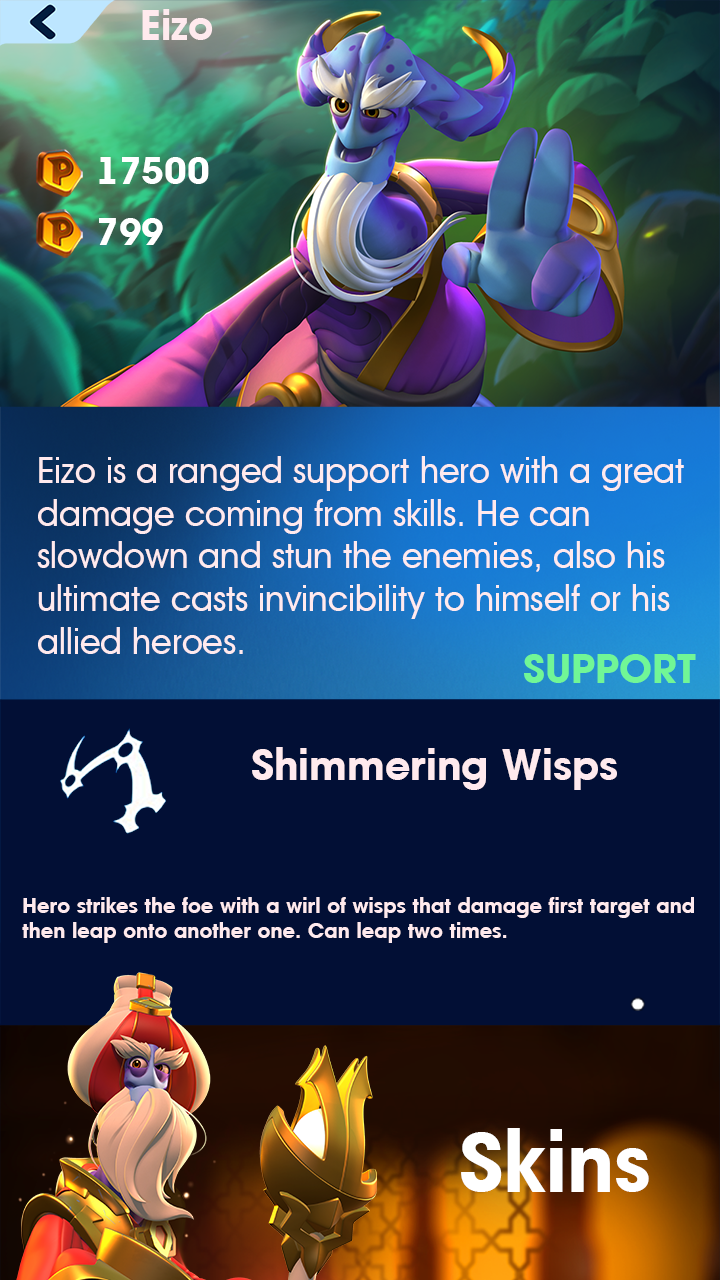 Eizo
P 17500
P 799
Eizo is a ranged support hero with a great
damage coming from skills. He can
slowdown and stun the enemies, also his
ultimate casts invincibility to himself or his
allied heroes.
SUPPORT
Shimmering Wisps
Hero strikes the foe with a wirl of wisps that damage first target and
then leap onto another one. Can leap two times.
Skins